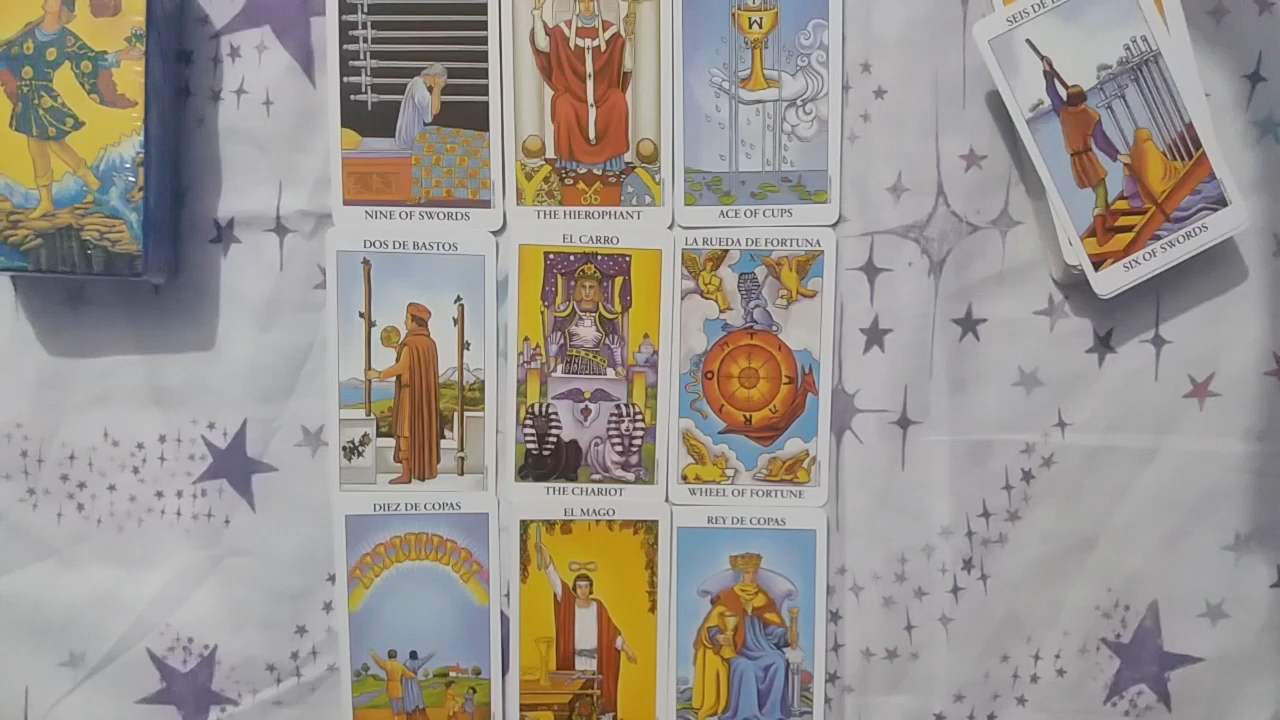 NINE OF SWORDS
THE HIEROPHANT
ACE OF CUPS
SEIS DE
SIX OF SWORDS
DOS DE BASTOS
EL CARRO
LA RUEDA DE FORTUNA
X
THE CHARIOT
WHEEL OF FORTUNE
DIEZ DE COPAS
EL MAGO
I
REY DE COPAS